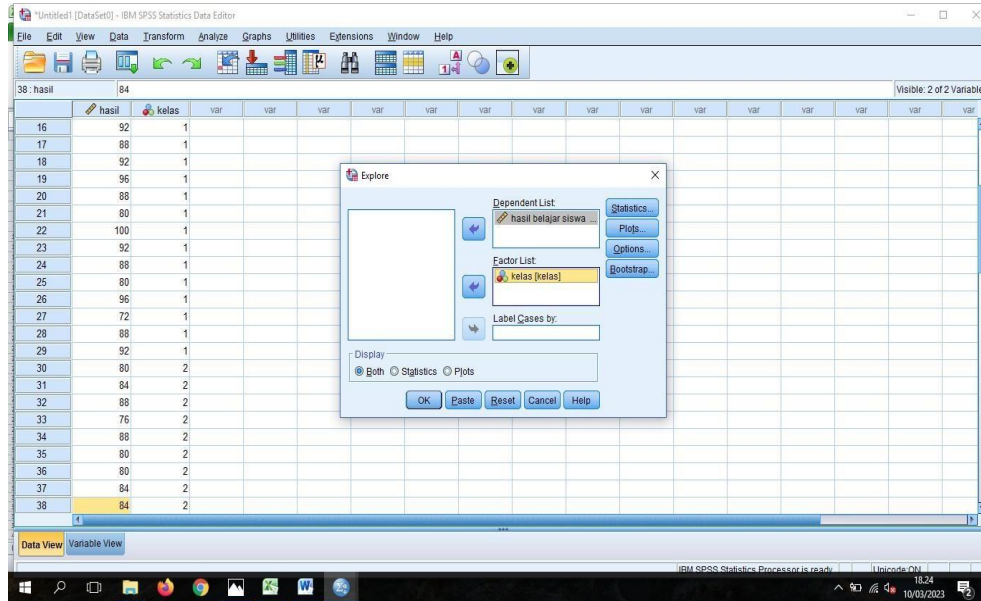 *Untitled1 [DataSet0] - IBM SPSS Statistics Data Editor
File Edit View Data Transform Analyze Graphs Utilities Extensions Window Help
38 : hasil 84 Visible: 2 of 2 Variable
hasil kelas var var var var var var var var var var var var var
16 92 1
17 88 1
18 92 1
19 96 1
20 88 1
21 80 1
22 100 1
23 92 1
24 88 1
25 80 1
26 96 1
27 72 1
28 88 1
29 92 1
30 80 2
31 84 2
32 88 2
33 76 2
34 88 2
35 80 2
36 80 2
37 84 2
38 84 2
Explore
Dependent List:
hasil belajar siswa ...
Factor List:
kelas [kelas]
Label Cases by:
Statistics...
Plots...
Options...
Bootstrap...
Display
Both Statistics Plots
OK Paste Reset Cancel Help
Data View Variable View
IBM SPSS Statistics Processor is ready Unicode:ON
18.24
10/03/2023